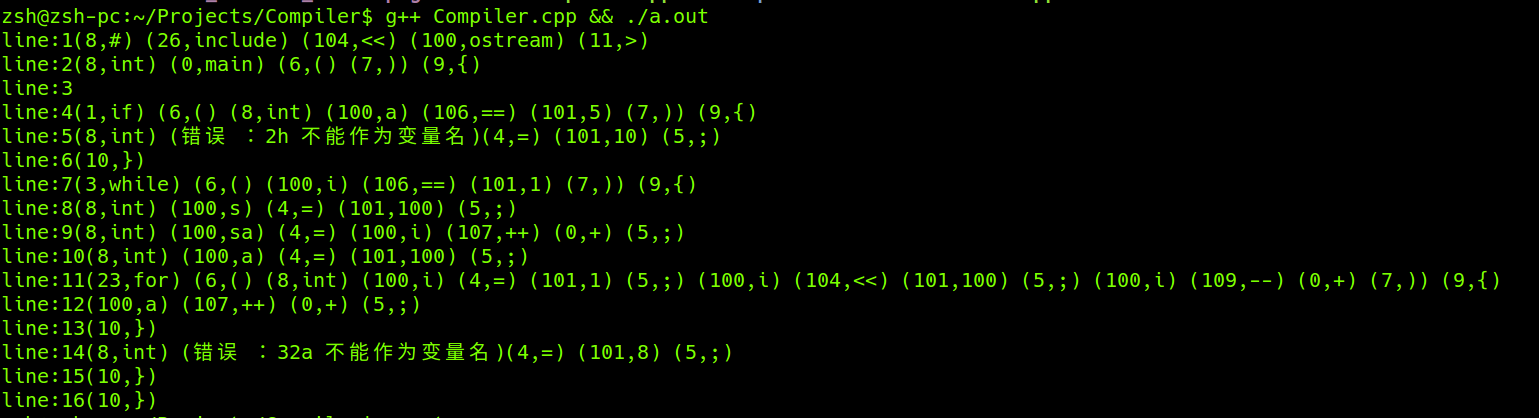 zsh@zsh-pc:~/Projects/Compiler$ g++ Compiler.cpp && ./a.out
line:1(8,#) (26,include) (104,<<) (100,ostream) (11,>)
line:2(8,int) (0,main) (6,() (7,)) (9,{)
line:3
line:4(1,if) (6,() (8,int) (100,a) (106,==) (101,5) (7,)) (9,{)
line:5(8,int) (错误 ：2h 不能作为变量名)(4,=) (101,10) (5,;)
line:6(10,})
line:7(3,while) (6,() (100,i) (106,==) (101,1) (7,)) (9,{)
line:8(8,int) (100,s) (4,=) (101,100) (5,;)
line:9(8,int) (100,sa) (4,=) (100,i) (107,++) (0,+) (5,;)
line:10(8,int) (100,a) (4,=) (101,100) (5,;)
line:11(23,for) (6,() (8,int) (100,i) (4,=) (101,1) (5,;) (100,i) (104,<<) (101,100) (5,;) (100,i) (109,--) (0,+) (7,)) (9,{)
line:12(100,a) (107,++) (0,+) (5,;)
line:13(10,})
line:14(8,int) (错误 ：32a 不能作为变量名)(4,=) (101,8) (5,;)
line:15(10,})
line:16(10,})